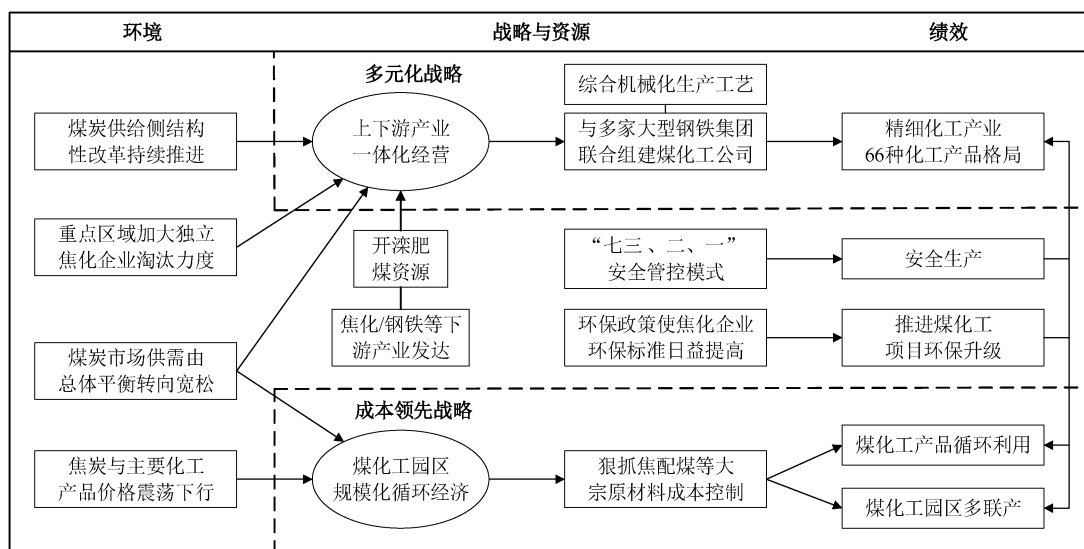 环境
战略与资源
绩效
多元化战略
综合机械化生产工艺
煤炭供给侧结构
性改革持续推进
上下游产业
一体化经营
与多家大型钢铁集团
联合组建煤化工公司
精细化工产业
66种化工产品格局
重点区域加大独立
焦化企业淘汰力度
开滦肥
煤资源
“七三、二、一”
安全管控模式
安全生产
焦化/钢铁等下
游产业发达
环保政策使焦化企业
环保标准日益提高
推进煤化工
项目环保升级
煤炭市场供需由
总体平衡转向宽松
成本领先战略
焦炭与主要化工
产品价格震荡下行
煤化工园区
规模化循环经济
狠抓焦配煤等大
宗原材料成本控制
煤化工产品循环利用
煤化工园区多联产